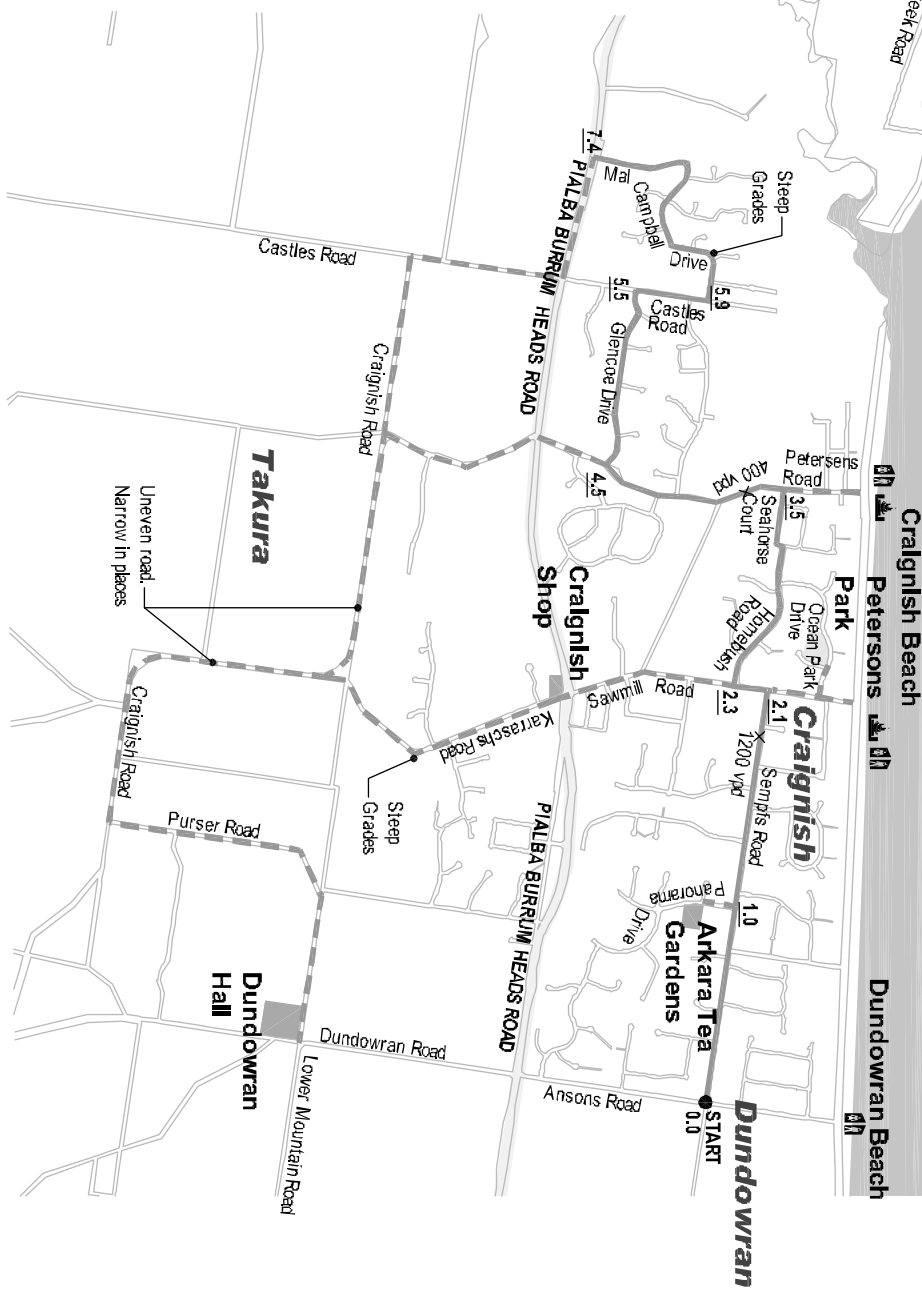 eek Road
CraIgnIsh Beach
Petersons
Park
Dundowran Beach
Steep
Grades
7.4
Mal
Campbell
Drive
5.9
5.5
Castles
Road
Castles Road
PIALBA BURRUM
HEADS ROAD
Glencoe Drive
Craignish Road
4.5
400 vpd
Petersens
Road
3.5
Court
Seahorse
Ocean Park
Drive
Homebush
Road
2.3
2.1
Craignish
1200 vpd
Sempfs Road
CraIgnIsh
Shop
Sawmill
Road
Karraschs Road
Takura
Uneven road.
Narrow in places
Craignish Road
Steep
Grades
Purser Road
PIALBA BURRUM HEADS ROAD
Panorama
Drive
1.0
Arkara Tea
Gardens
Dundowran
Hall
Dundowran Road
Lower Mountain Road
Ansons Road
START
0.0
Dundowran